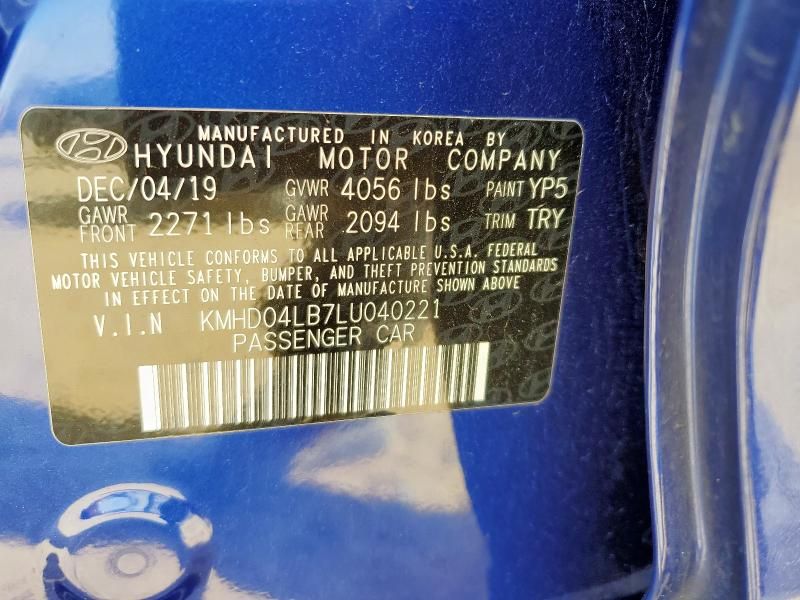 MANUFACTURED IN KOREA BY
HYUNDAI MOTOR COMPANY
DEC/04/19 GVWR 4056 lbs PAINT YP5
GAWR FRONT 2271 lbs GAWR REAR 2094 lbs TRIM TRY
THIS VEHICLE CONFORMS TO ALL APPLICABLE U.S.A. FEDERAL
MOTOR VEHICLE SAFETY, BUMPER, AND THEFT PREVENTION STANDARDS
IN EFFECT ON THE DATE OF MANUFACTURE SHOWN ABOVE
V.I.N KMHD04LB7LU040221
PASSENGER CAR